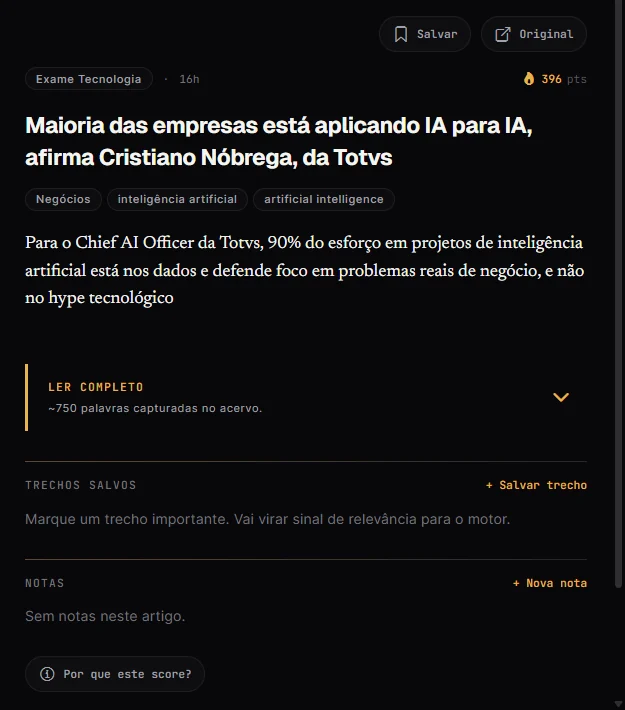 Salvar
Original
Exame Tecnologia · 16h
396 pts
Maioria das empresas está aplicando IA para IA,
afirma Cristiano Nóbrega, da Totvs
Negócios
inteligência artificial
artificial intelligence
Para o Chief AI Officer da Totvs, 90% do esforço em projetos de inteligência
artificial está nos dados e defende foco em problemas reais de negócio, e não
no hype tecnológico
LER COMPLETO
~750 palavras capturadas no acervo.
TRECHOS SALVOS
+ Salvar trecho
Marque um trecho importante. Vai virar sinal de relevância para o motor.
NOTAS
+ Nova nota
Sem notas neste artigo.
Por que este score?